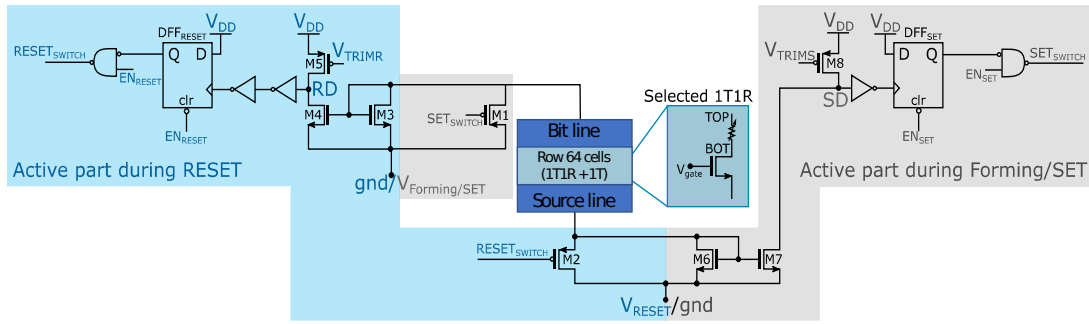 DFF_RESET
V_DD
RESET_SWITCH
Q
D
EN_RESET
clr
EN_RESET
V_DD
M5
V_TRIMR
RD
M4
M3
SET_SWITCH
M1
Active part during RESET
gnd/V_Forming/SET
Bit line
Row 64 cells
(1T1R+1T)
Source line
Selected 1T1R
TOP
BOT
V_gate
RESET_SWITCH
M2
M6
M7
V_RESET/gnd
V_DD
V_TRIMS
M8
SD
V_DD
DFF_SET
D
Q
SET_SWITCH
EN_SET
clr
EN_SET
Active part during Forming/SET